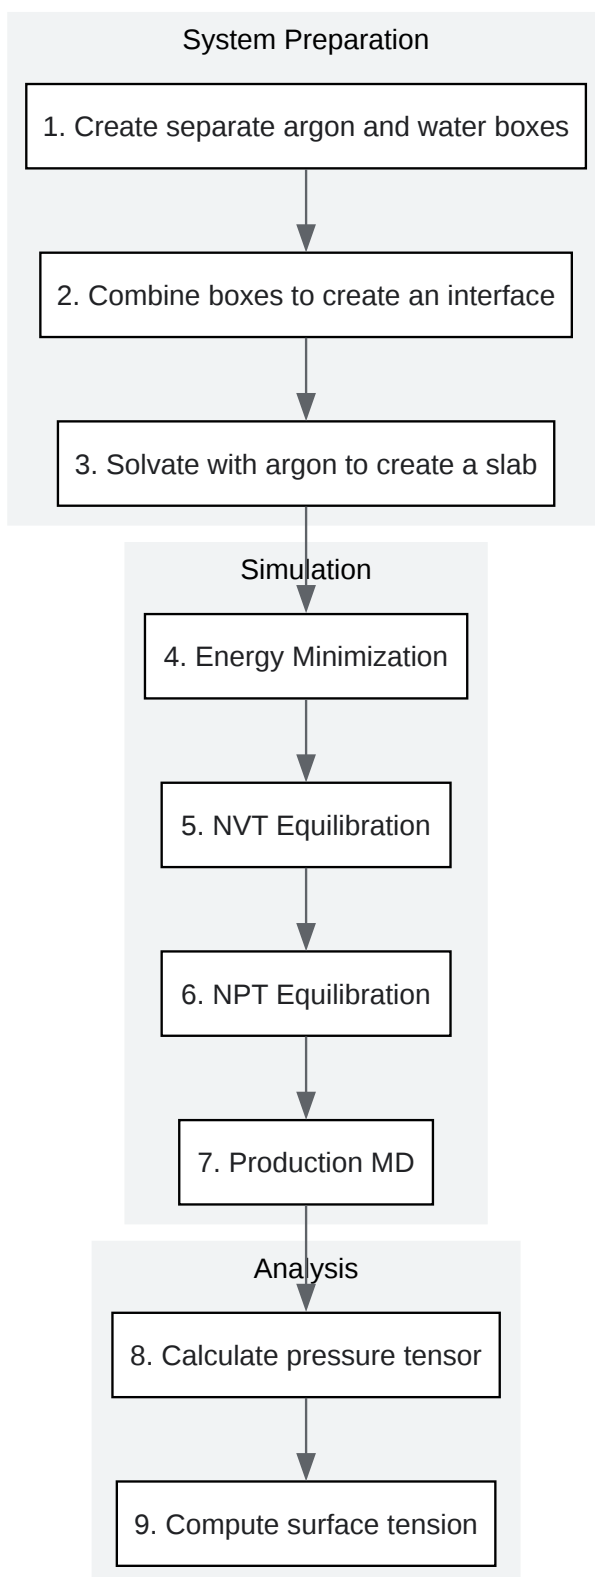 System Preparation
1. Create separate argon and water boxes
2. Combine boxes to create an interface
3. Solvate with argon to create a slab
Simulation
4. Energy Minimization
5. NVT Equilibration
6. NPT Equilibration
7. Production MD
Analysis
8. Calculate pressure tensor
9. Compute surface tension